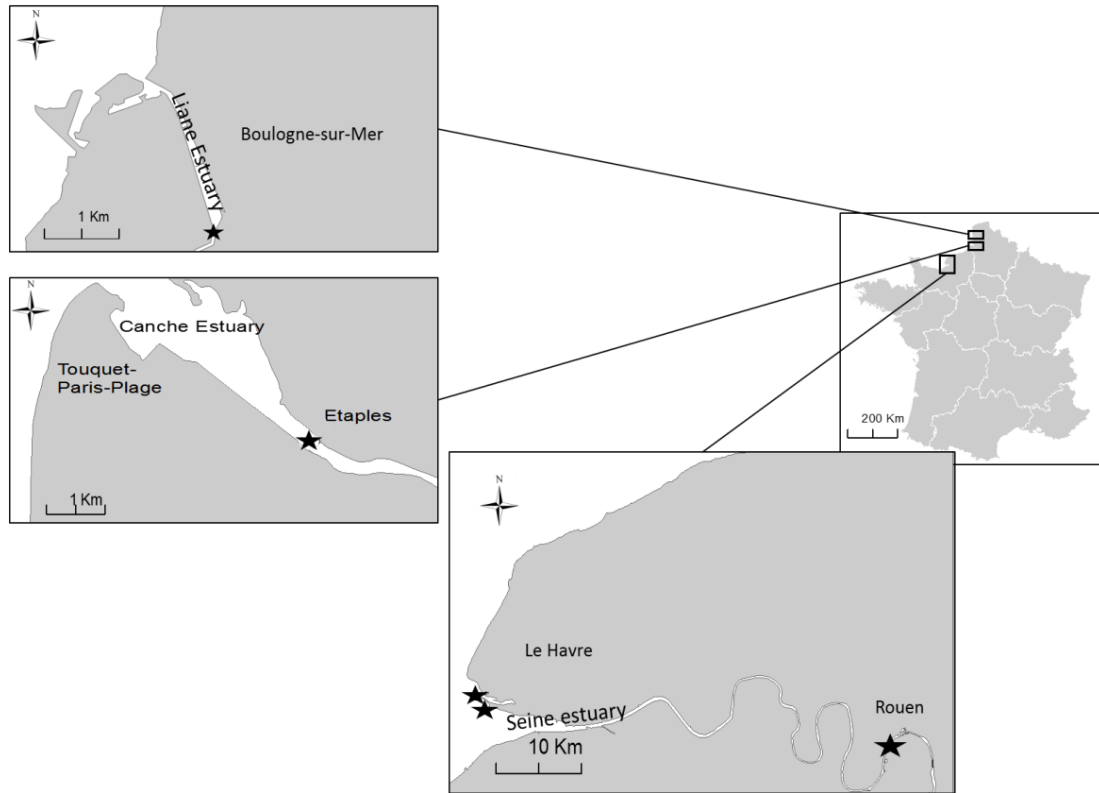 N
Liane Estuary
Boulogne-sur-Mer
1 Km
N
Canche Estuary
Touquet-
Paris-Plage
Etaples
1 Km
200 Km
N
Le Havre
Seine estuary
Rouen
10 Km